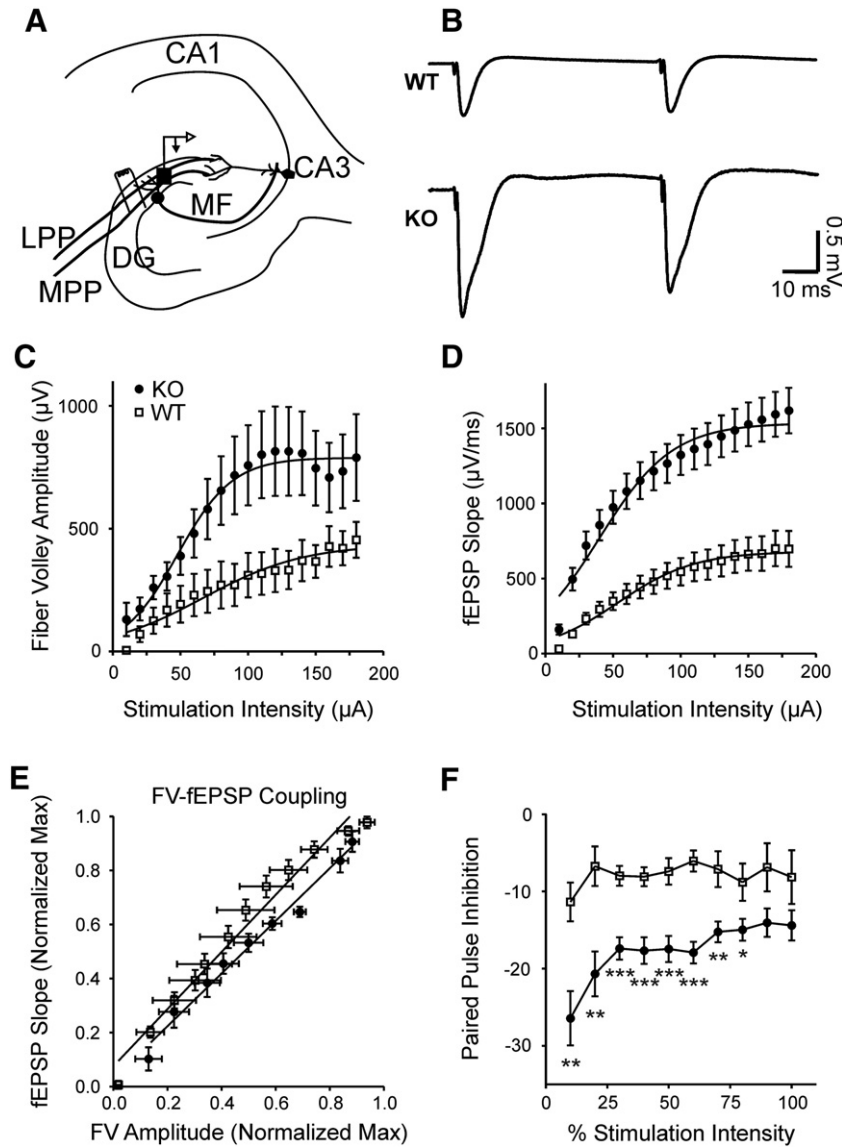 A
CA1
CA3
MF
LPP
DG
MPP
B
WT
KO
0.5 mV
10 ms
C
KO
WT
Fiber Volley Amplitude (µV)
1000
500
0
0 50 100 150 200
Stimulation Intensity (µA)
D
fEPSP Slope (µV/ms)
1500
1000
500
0
0 50 100 150 200
Stimulation Intensity (µA)
E
FV-fEPSP Coupling
fEPSP Slope (Normalized Max)
1.0
0.8
0.6
0.4
0.2
0.0
0.0 0.2 0.4 0.6 0.8 1.0
FV Amplitude (Normalized Max)
F
Paired Pulse Inhibition
-0
-10
-20
-30
** ** *** *** *** *** ** *
0 25 50 75 100
% Stimulation Intensity